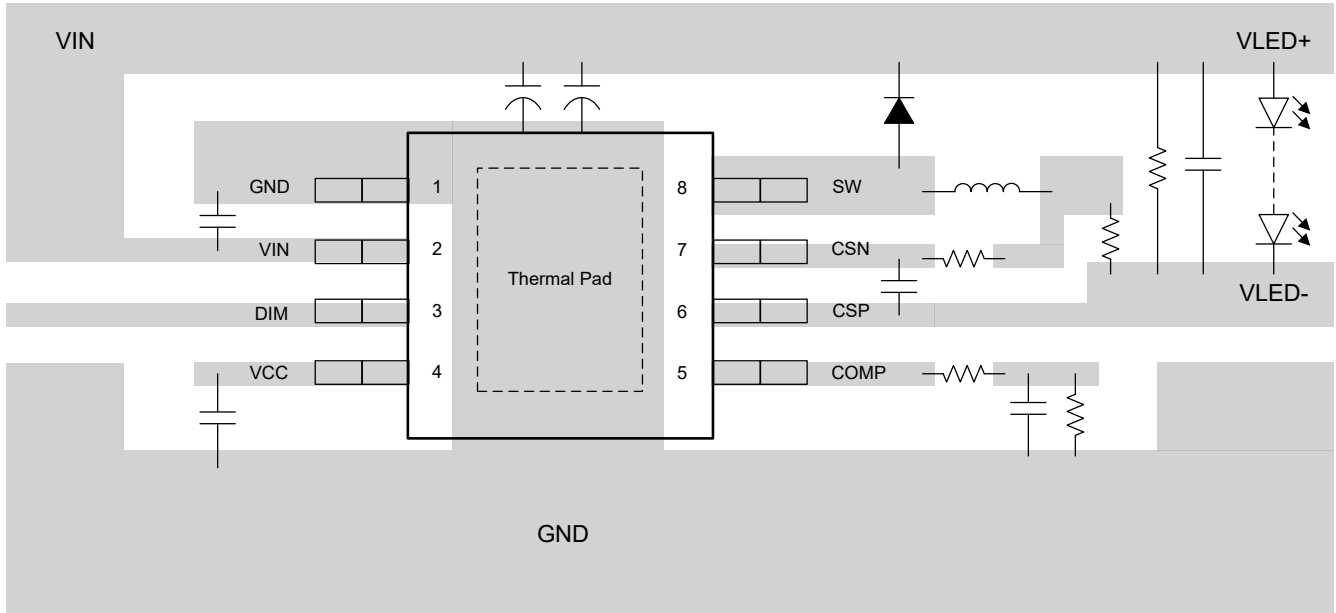 VIN
VLED+
GND 1
8 SW
VIN 2
7 CSN
Thermal Pad
VLED-
DIM 3
6 CSP
VCC 4
5 COMP
GND